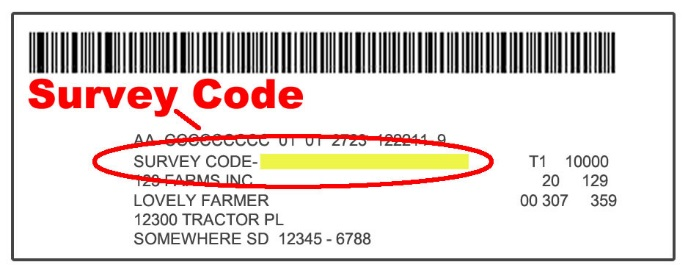 Survey Code
AA CCCCCCCCC 01 01 2723 122211 9
SURVEY CODE-
123 FARMS INC
LOVELY FARMER
12300 TRACTOR PL
SOMEWHERE SD 12345 - 6788
T1 10000
20 129
00 307 359